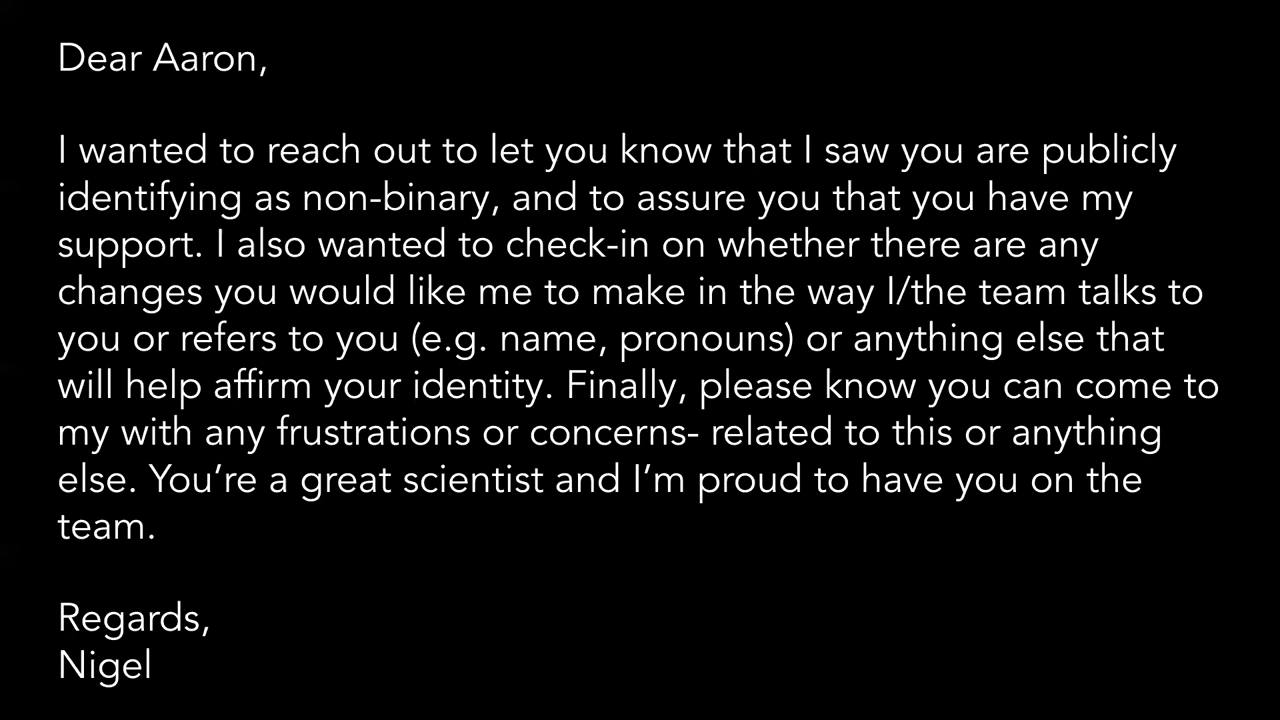 Dear Aaron,
I wanted to reach out to let you know that I saw you are publicly
identifying as non-binary, and to assure you that you have my
support. I also wanted to check-in on whether there are any
changes you would like me to make in the way I/the team talks to
you or refers to you (e.g. name, pronouns) or anything else that
will help affirm your identity. Finally, please know you can come to
my with any frustrations or concerns- related to this or anything
else. You’re a great scientist and I’m proud to have you on the
team.
Regards,
Nigel